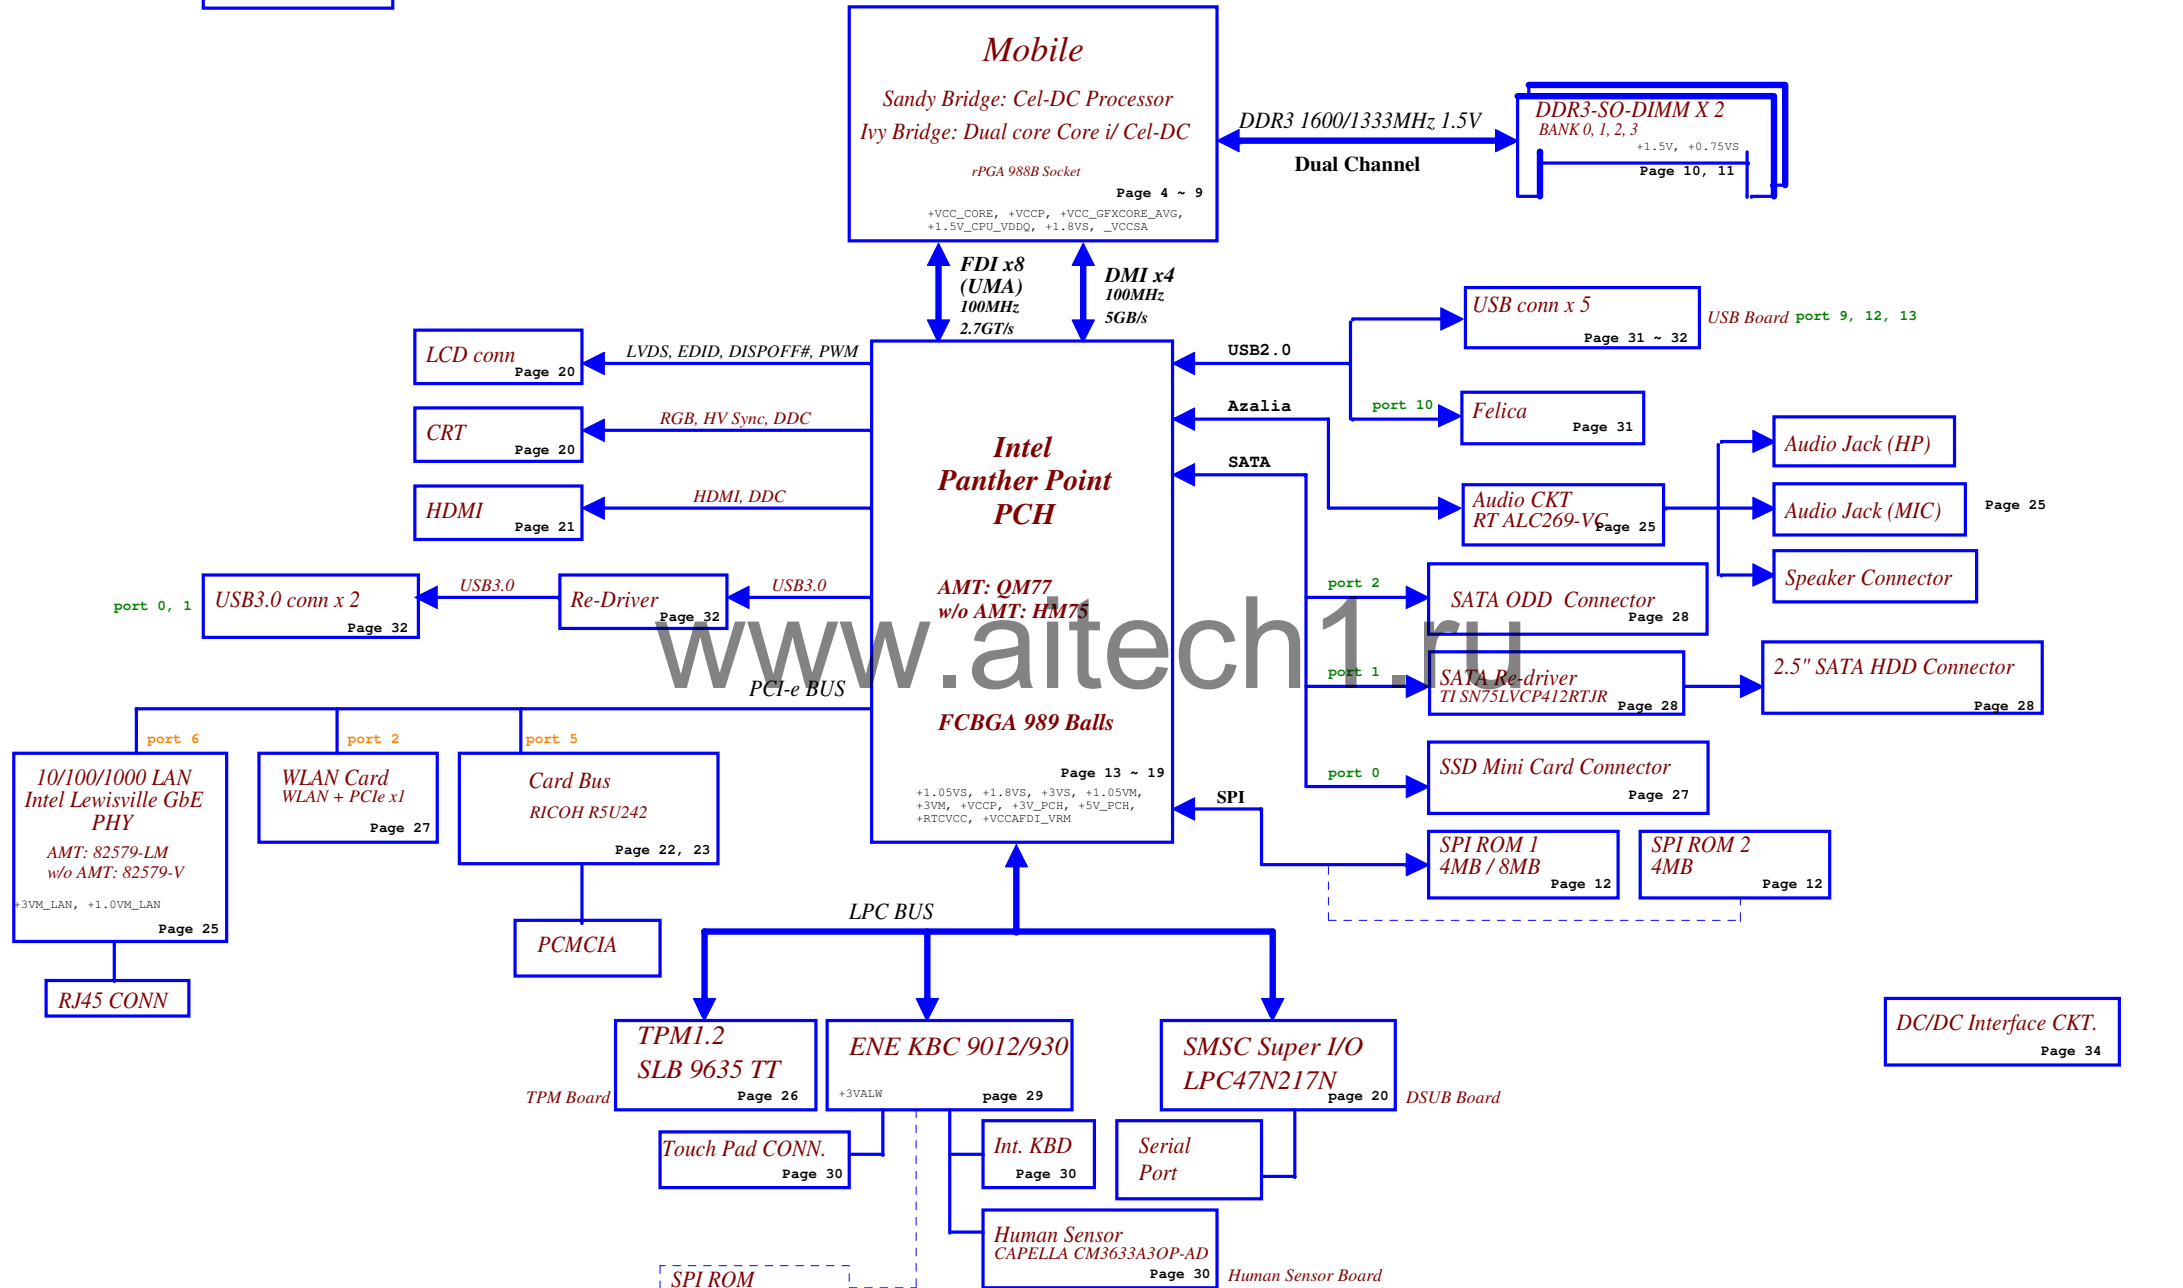 Mobile
Sandy Bridge: Cel-DC Processor
Ivy Bridge: Dual core Core i/ Cel-DC
rPGA 988B Socket
Page 4 ~ 9
+VCC_CORE, +VCCP, +VCC_GFXCORE_AVG,
+1.5V_CPU_VDDQ, +1.8VS, _VCCSA
DDR3 1600/1333MHz 1.5V
Dual Channel
DDR3-SO-DIMM X 2
BANK 0, 1, 2, 3
+1.5V, +0.75VS
Page 10, 11
FDI x8
(UMA)
100MHz
2.7GT/s
DMI x4
100MHz
5GB/s
LCD conn
Page 20
LVDS, EDID, DISPOFF#, PWM
CRT
Page 20
RGB, HV Sync, DDC
HDMI
Page 21
HDMI, DDC
port 0, 1
USB3.0 conn x 2
Page 32
USB3.0
Re-Driver
Page 32
USB3.0
Intel
Panther Point
PCH
AMT: QM77
w/o AMT: HM75
FCBGA 989 Balls
Page 13 ~ 19
+1.05VS, +1.8VS, +3VS, +1.05VM,
+3VM, +VCCP, +3V_PCH, +5V_PCH,
+RTCVCC, +VCCAFDI_VRM
USB2.0
USB conn x 5
Page 31 ~ 32
USB Board
port 9, 12, 13
port 10
Felica
Page 31
Azalia
Audio CKT
RT ALC269-VC
Page 25
Audio Jack (HP)
Audio Jack (MIC)
Page 25
Speaker Connector
SATA
port 2
SATA ODD Connector
Page 28
port 1
SATA Re-driver
TI SN75LVCP412RTJR
Page 28
2.5" SATA HDD Connector
Page 28
port 0
SSD Mini Card Connector
Page 27
SPI
SPI ROM 1
4MB / 8MB
Page 12
SPI ROM 2
4MB
Page 12
www.aitech1.ru
PCI-e BUS
port 6
10/100/1000 LAN
Intel Lewisville GbE
PHY
AMT: 82579-LM
w/o AMT: 82579-V
+3VM_LAN, +1.0VM_LAN
Page 25
RJ45 CONN
port 2
WLAN Card
WLAN + PCIe x1
Page 27
port 5
Card Bus
RICOH R5U242
Page 22, 23
PCMCIA
LPC BUS
TPM1.2
SLB 9635 TT
Page 26
TPM Board
ENE KBC 9012/930
+3VALW
page 29
SMSC Super I/O
LPC47N217N
page 20
DSUB Board
DC/DC Interface CKT.
Page 34
Touch Pad CONN.
Page 30
Int. KBD
Page 30
Serial
Port
Human Sensor
CAPELLA CM3633A3OP-AD
Page 30
Human Sensor Board
SPI ROM